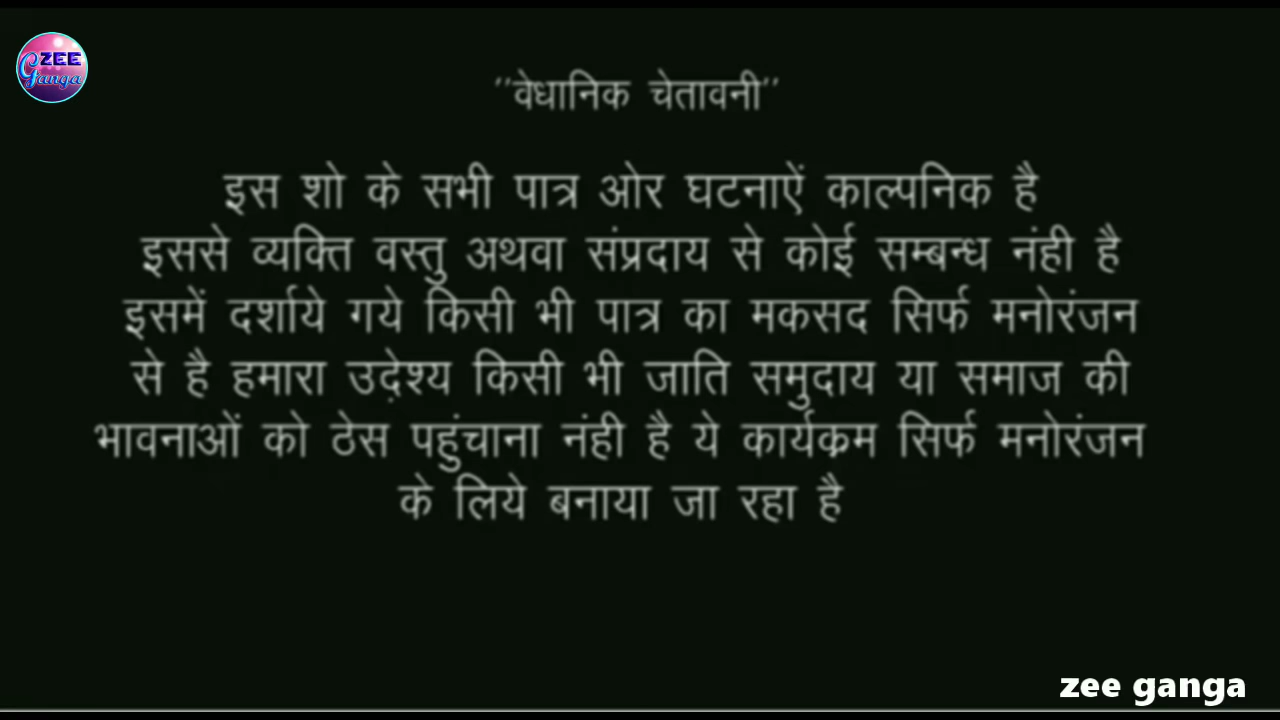 ZEE
Ganga
''वेधानिक चेतावनी''
इस शो के सभी पात्र ओर घटनाऐं काल्पनिक है
इससे व्यक्ति वस्तु अथवा संप्रदाय से कोई सम्बन्ध नंही है
इसमें दर्शाये गये किसी भी पात्र का मकसद सिर्फ मनोरंजन
से है हमारा उदे़श्य किसी भी जाति समुदाय या समाज की
भावनाओं को ठेस पहुंचाना नंही है ये कार्यक्रम सिर्फ मनोरंजन
के लिये बनाया जा रहा है
zee ganga